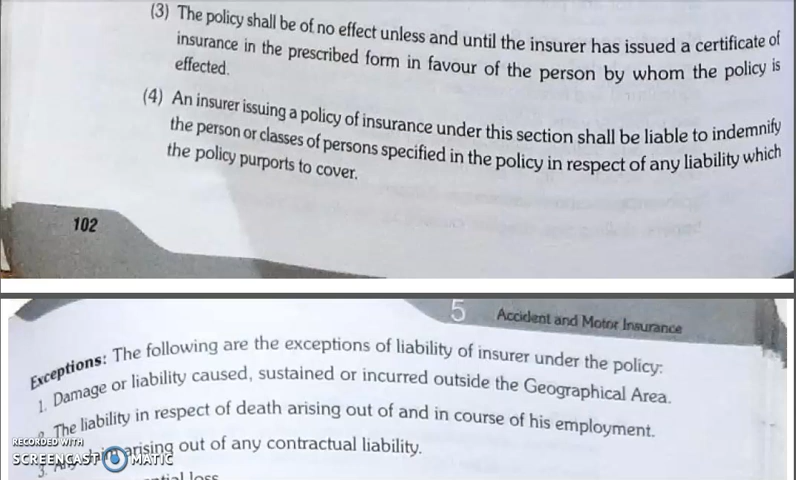 (3) The policy shall be of no effect unless and until the insurer has issued a certificate of
insurance in the prescribed form in favour of the person by whom the policy is
effected.
(4) An insurer issuing a policy of insurance under this section shall be liable to indemnify
the person or classes of persons specified in the policy in respect of any liability which
the policy purports to cover.
102
5 Accident and Motor Insurance
Exceptions: The following are the exceptions of liability of insurer under the policy:
1. Damage or liability caused, sustained or incurred outside the Geographical Area.
The liability in respect of death arising out of and in course of his employment.
3. arising out of any contractual liability.
RECORDED WITH
SCREENCAST MATIC
loss